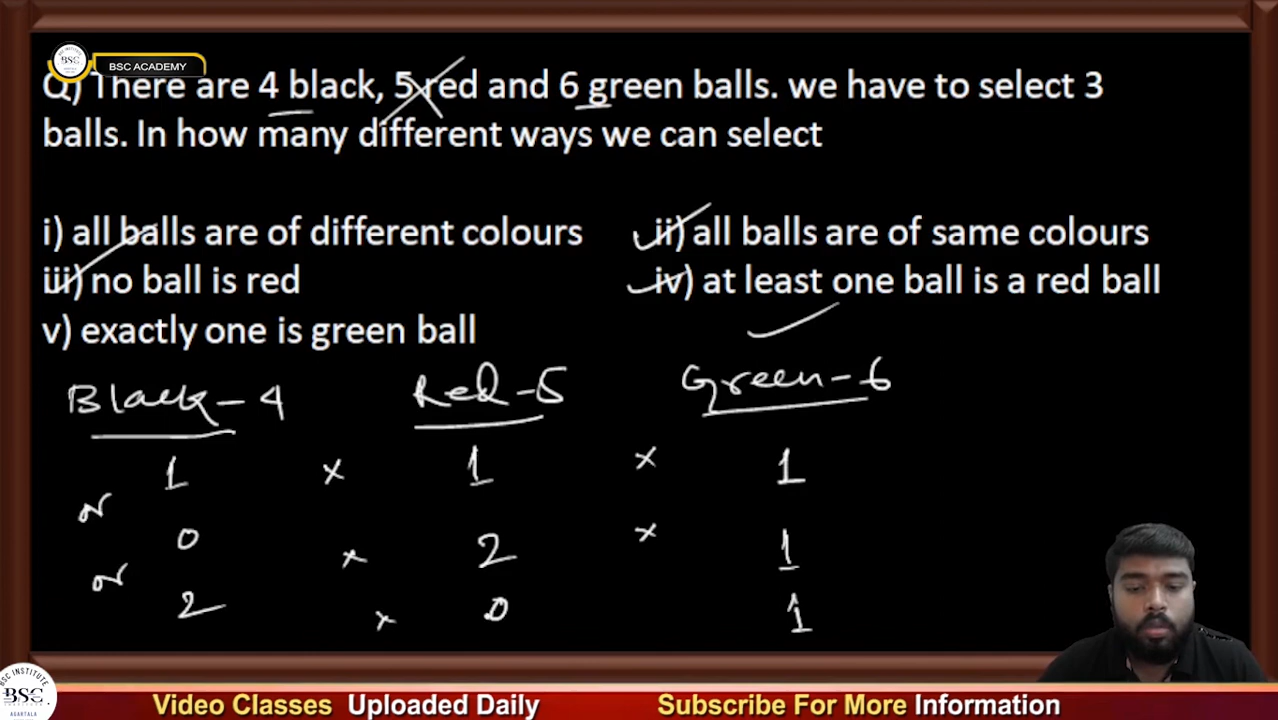 BSC ACADEMY
Q) There are 4 black, 5 red and 6 green balls. we have to select 3
balls. In how many different ways we can select
i) all balls are of different colours ii) all balls are of same colours
iii) no ball is red iv) at least one ball is a red ball
v) exactly one is green ball
Black - 4 Red - 5 Green - 6
1 × 1 × 1
or
0 × 2 × 1
or
2 × 0 1
BSC INSTITUTE
BSC
AGARTALA
Video Classes Uploaded Daily Subscribe For More Information